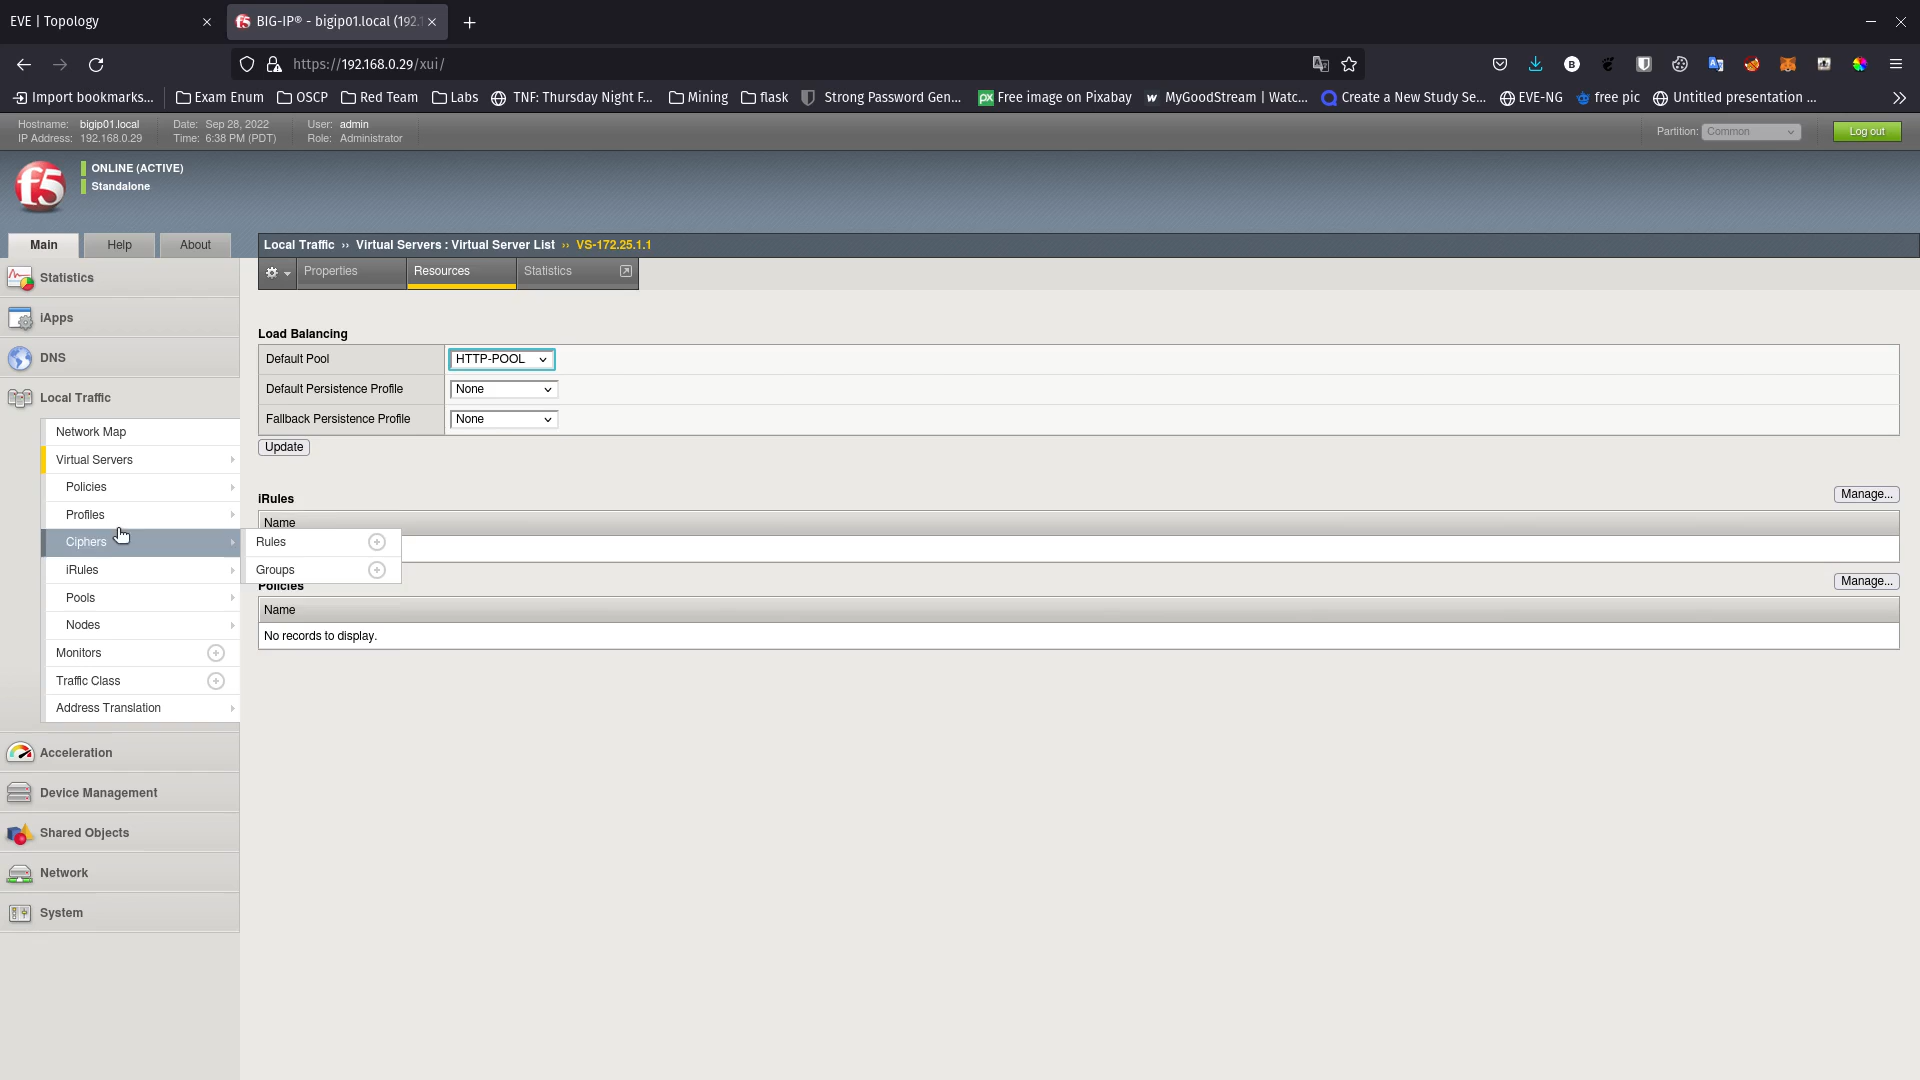 EVE | Topology
BIG-IP® - bigipo1.local (192.1
https://192.168.0.29/xui/
Import bookmarks...
Exam Enum
OSCP
Red Team
Labs
TNF: Thursday Night F...
Mining
flask
Strong Password Gen...
Free image on Pixabay
MyGoodStream | Watc...
Create a New Study Se...
EVE-NG
free pic
Untitled presentation ...
Hostname: bigip01.local
IP Address: 192.168.0.29
Date: Sep 28, 2022
Time: 6:38 PM (PDT)
User: admin
Role: Administrator
Partition: Common
Log out
f5
ONLINE (ACTIVE)
Standalone
Main
Help
About
Local Traffic ›› Virtual Servers : Virtual Server List ›› VS-172.25.1.1
Properties
Resources
Statistics
Statistics
iApps
DNS
Local Traffic
Network Map
Virtual Servers
Policies
Profiles
Ciphers
iRules
Pools
Nodes
Monitors
Traffic Class
Address Translation
Acceleration
Device Management
Shared Objects
Network
System
Rules
Groups
Load Balancing
Default Pool HTTP-POOL
Default Persistence Profile None
Fallback Persistence Profile None
Update
iRules
Manage...
Name
Policies
Manage...
Name
No records to display.